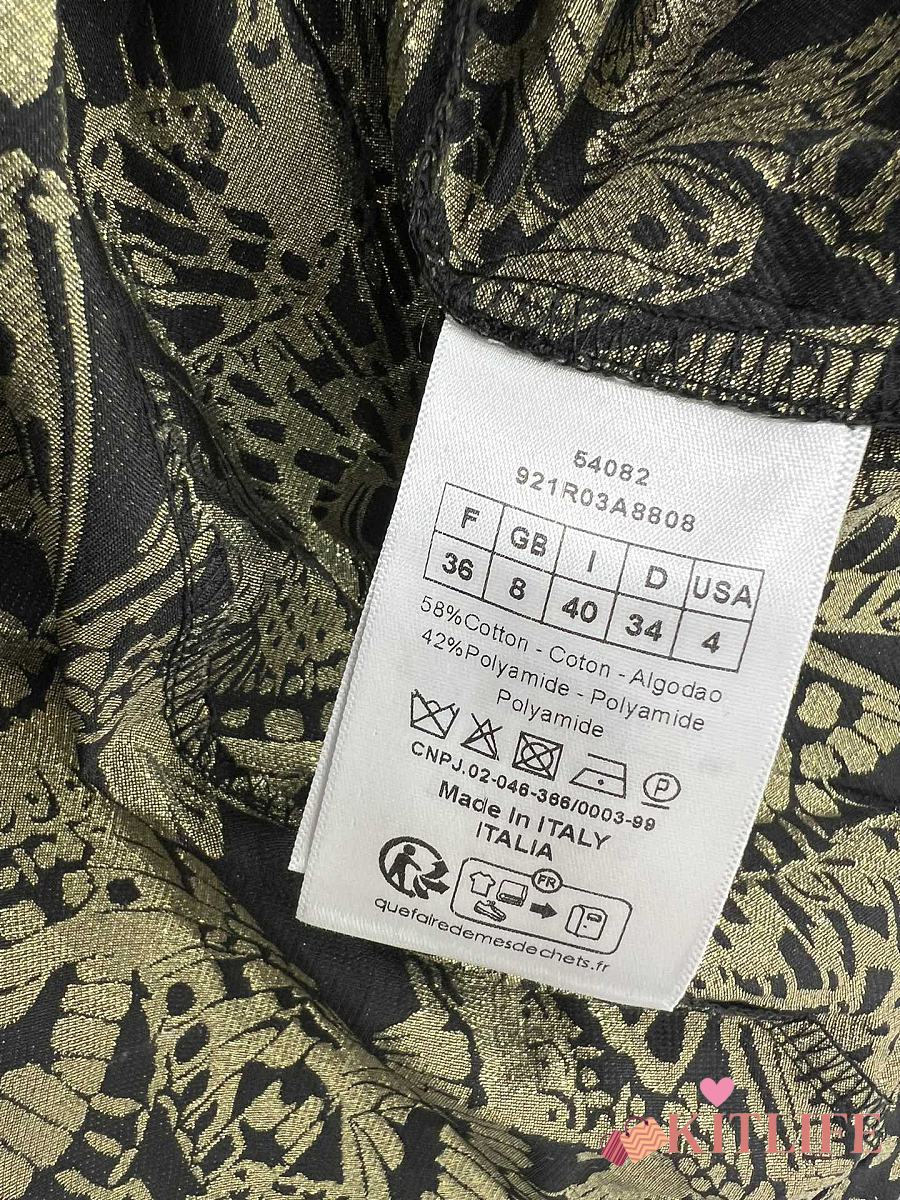 54082
921R03A8808
F GB I D USA
36 8 40 34 4
58%Cotton - Coton - Algodao
42%Polyamide - Polyamide
Polyamide
P
CNPJ.02-046-366/0003-99
Made In ITALY
ITALIA
FR
quefairedemesdechets.fr
KITLIFE